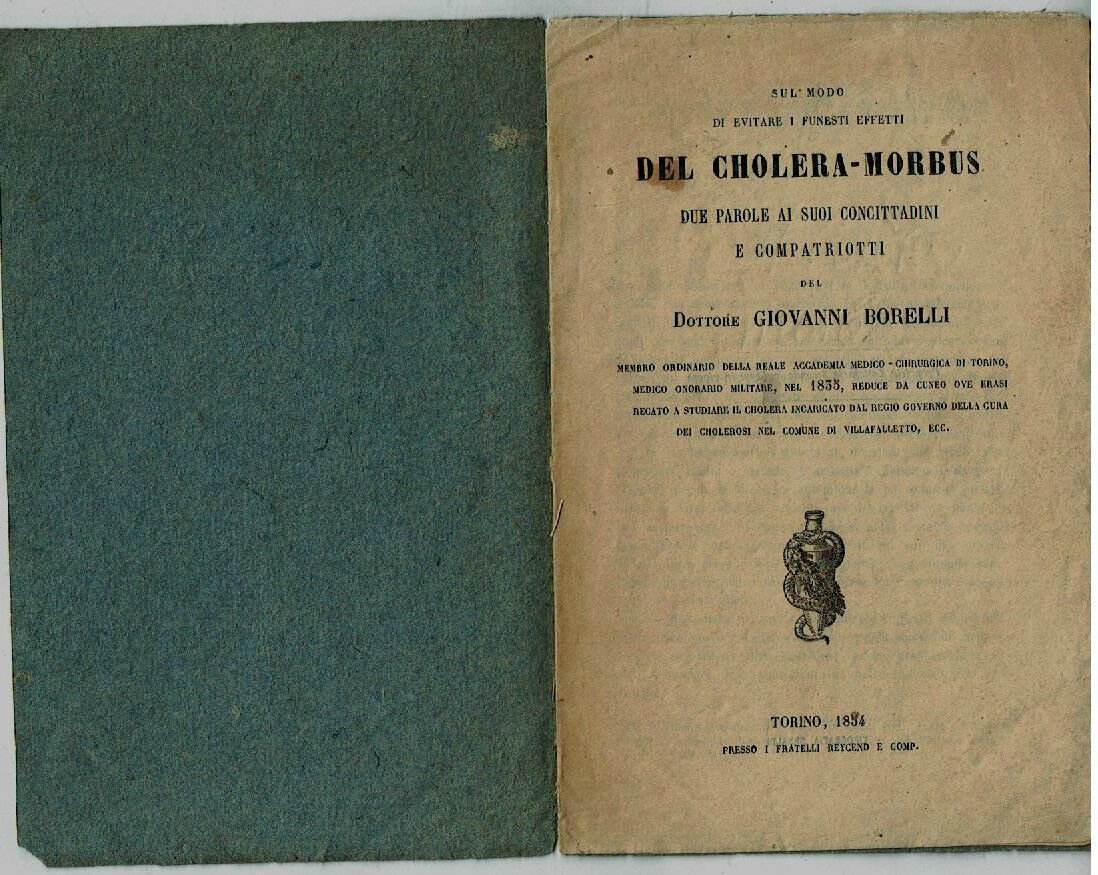 SUL MODO
DI EVITARE I FUNESTI EFFETTI
DEL CHOLERA-MORBUS
DUE PAROLE AI SUOI CONCITTADINI
E COMPATRIOTTI
DEL
DOTTORE GIOVANNI BORELLI
MEMBRO ORDINARIO DELLA REALE ACCADEMIA MEDICO-CHIRURGICA DI TORINO,
MEDICO ONORARIO MILITARE, NEL 1835, REDUCE DA CUNEO OVE ERASI
RECATO A STUDIARE IL CHOLERA INCARICATO DAL REGIO GOVERNO DELLA CURA
DEI CHOLEROSI NEL COMUNE DI VILLAFALLETTO, ECC.
TORINO, 1854
PRESSO I FRATELLI REYCEND E COMP.